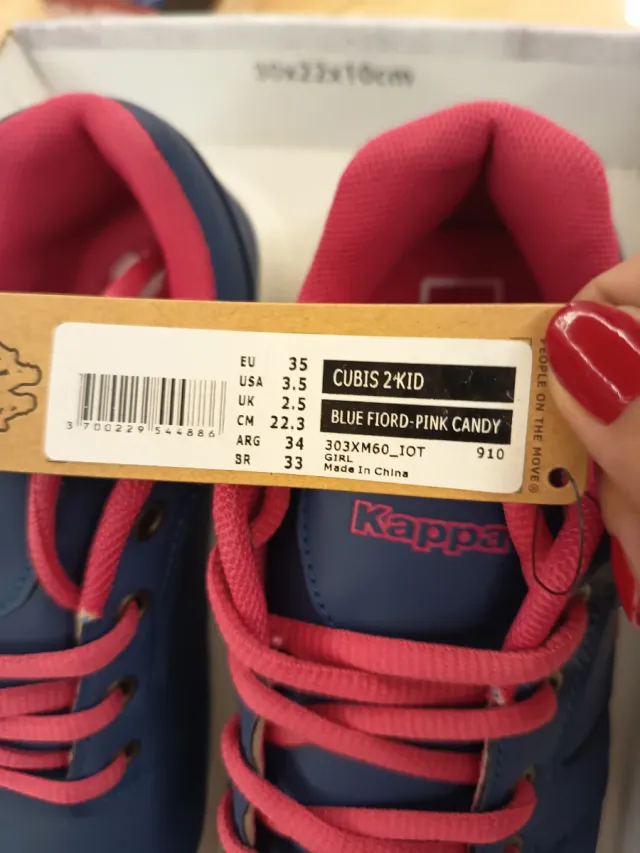 50x22x10cm
EU 35
USA 3.5
UK 2.5
CM 22.3
ARG 34
BR 33
3 700229 544886
CUBIS 2 KID
BLUE FIORD-PINK CANDY
303XM60_IOT 910
GIRL
Made In China
PEOPLE ON THE MOVE®
Kappa